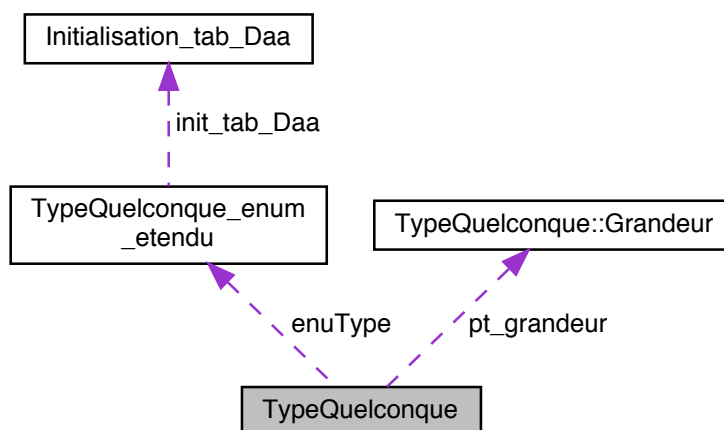 Initialisation_tab_Daa
init_tab_Daa
TypeQuelconque_enum
_etendu
TypeQuelconque::Grandeur
enuType
pt_grandeur
TypeQuelconque